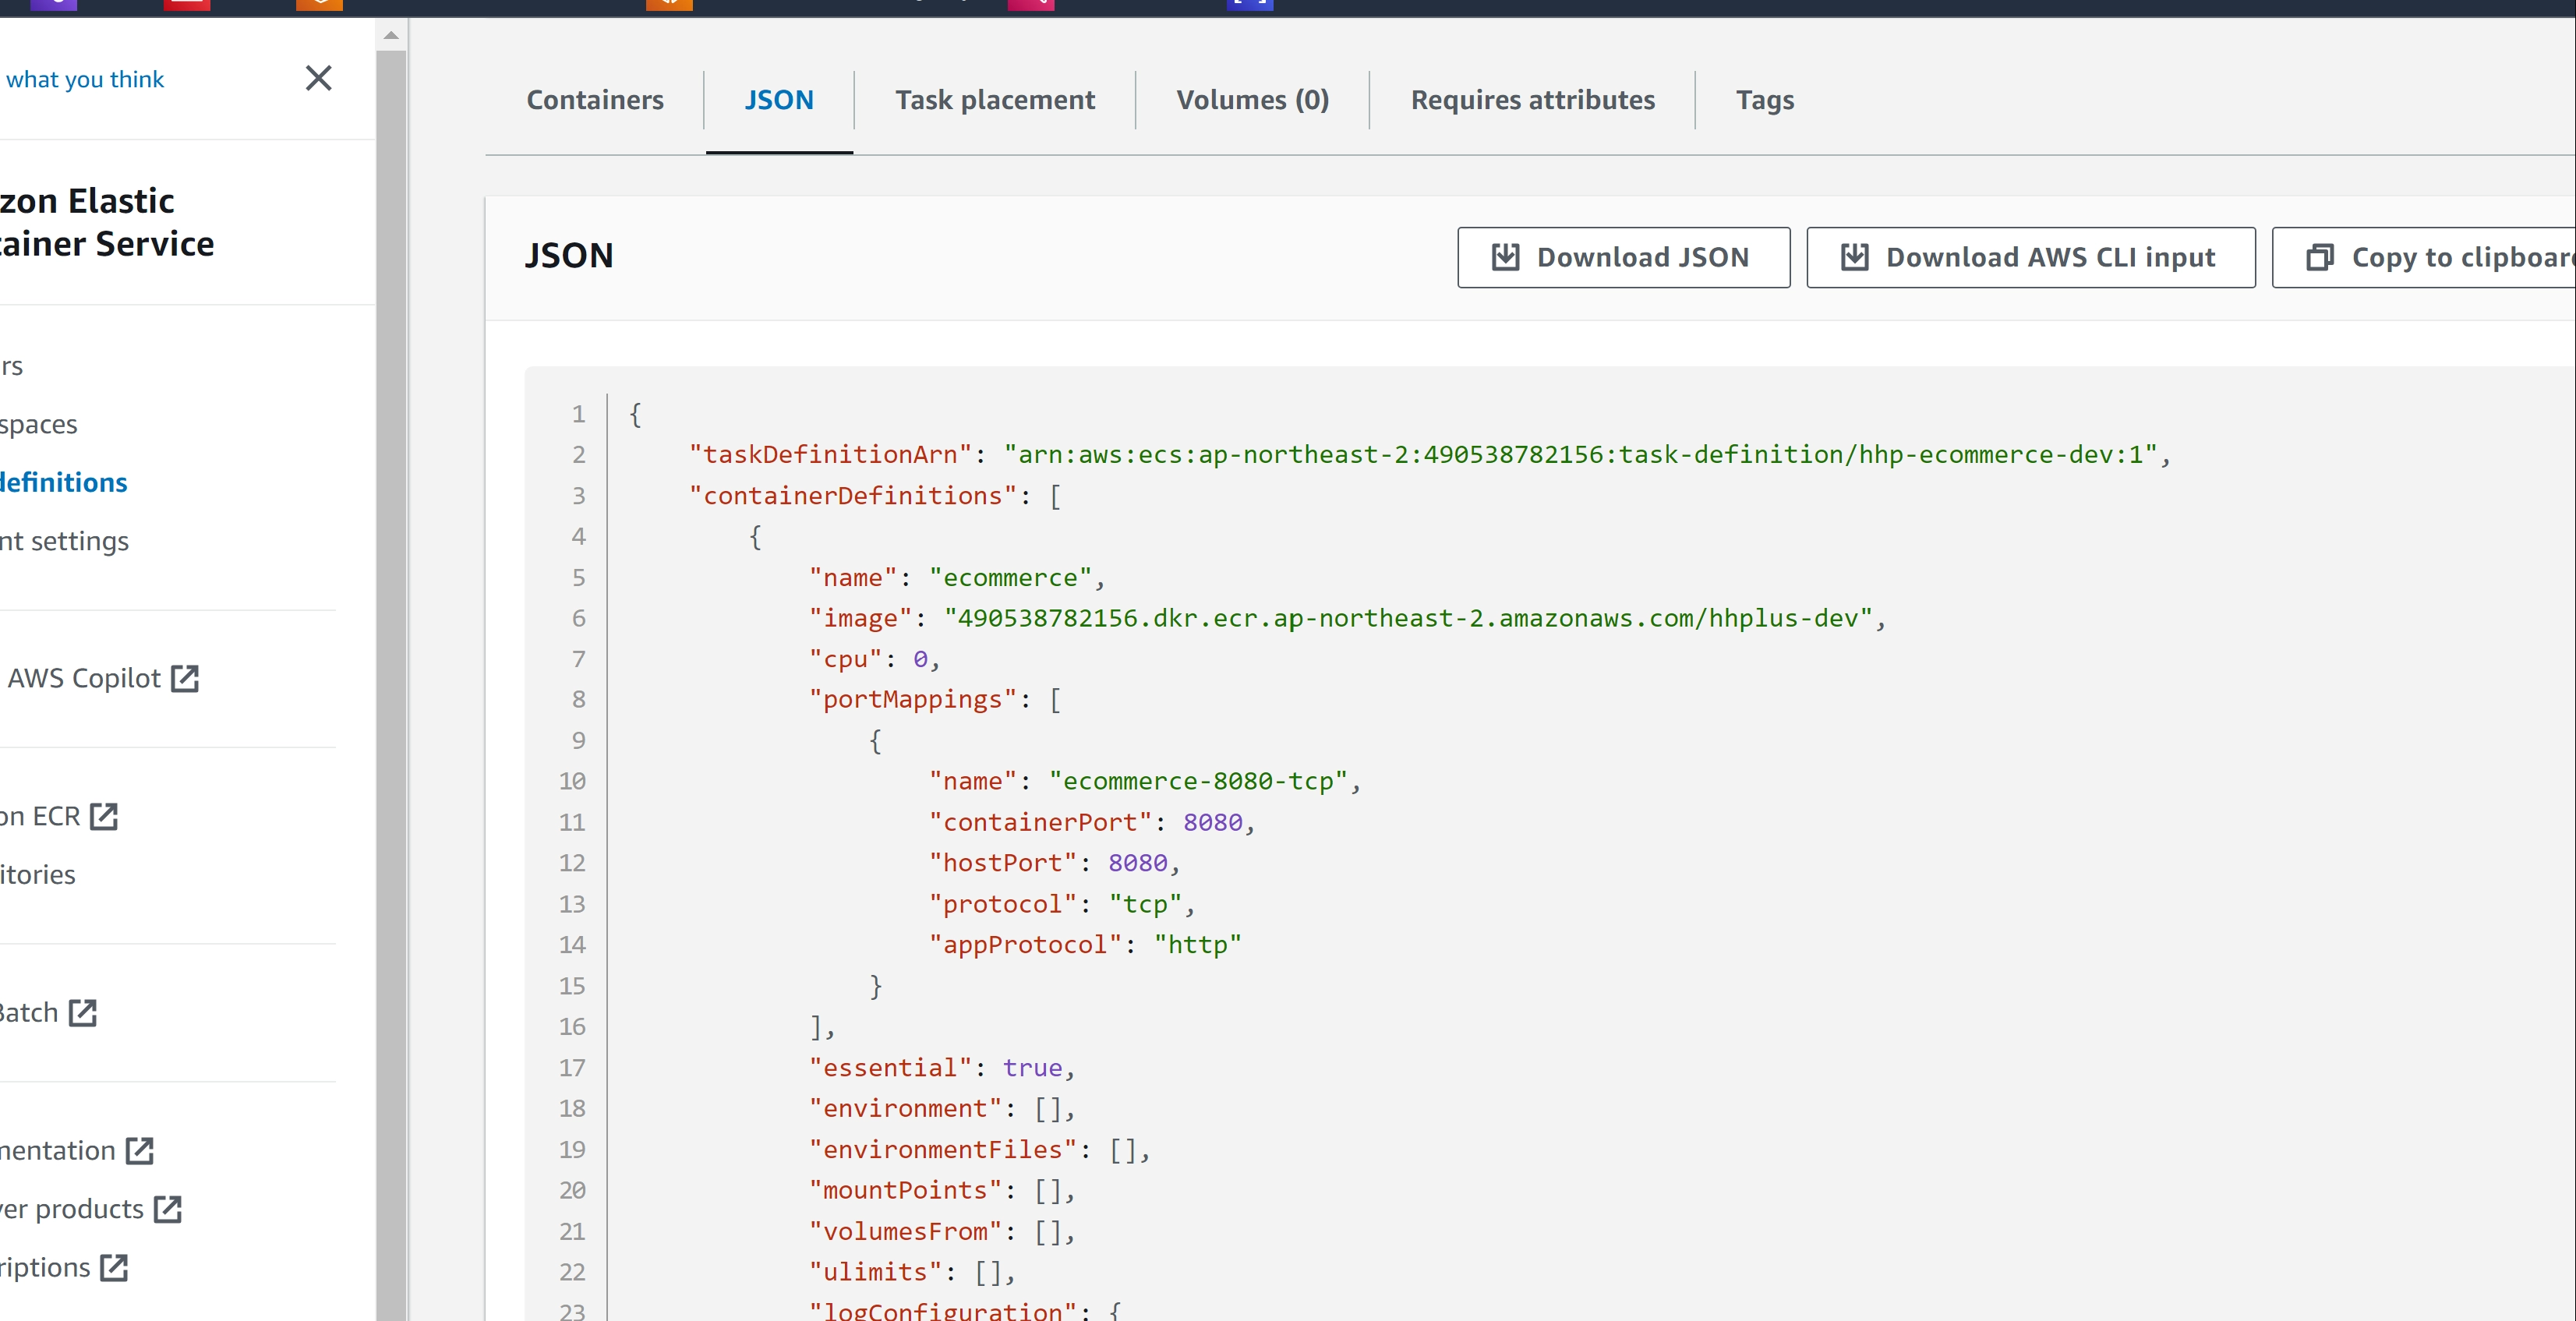 what you think
zon Elastic
tainer Service
rs
spaces
definitions
nt settings
AWS Copilot
on ECR
itories
Batch
mentation
ver products
riptions
Containers
JSON
Task placement
Volumes (0)
Requires attributes
Tags
JSON
Download JSON
Download AWS CLI input
Copy to clipboard
1 {
2 "taskDefinitionArn": "arn:aws:ecs:ap-northeast-2:490538782156:task-definition/hhp-ecommerce-dev:1",
3 "containerDefinitions": [
4 {
5 "name": "ecommerce",
6 "image": "490538782156.dkr.ecr.ap-northeast-2.amazonaws.com/hhplus-dev",
7 "cpu": 0,
8 "portMappings": [
9 {
10 "name": "ecommerce-8080-tcp",
11 "containerPort": 8080,
12 "hostPort": 8080,
13 "protocol": "tcp",
14 "appProtocol": "http"
15 }
16 ],
17 "essential": true,
18 "environment": [],
19 "environmentFiles": [],
20 "mountPoints": [],
21 "volumesFrom": [],
22 "ulimits": [],
23 "logConfiguration": {